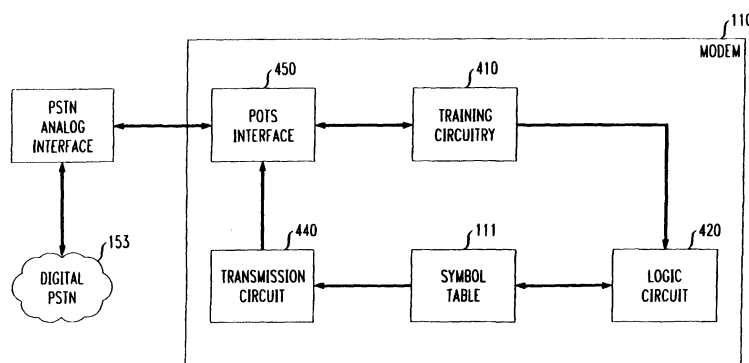 110
MODEM
450
410
PSTN
ANALOG
INTERFACE
POTS
INTERFACE
TRAINING
CIRCUITRY
153
440
111
420
DIGITAL
PSTN
TRANSMISSION
CIRCUIT
SYMBOL
TABLE
LOGIC
CIRCUIT